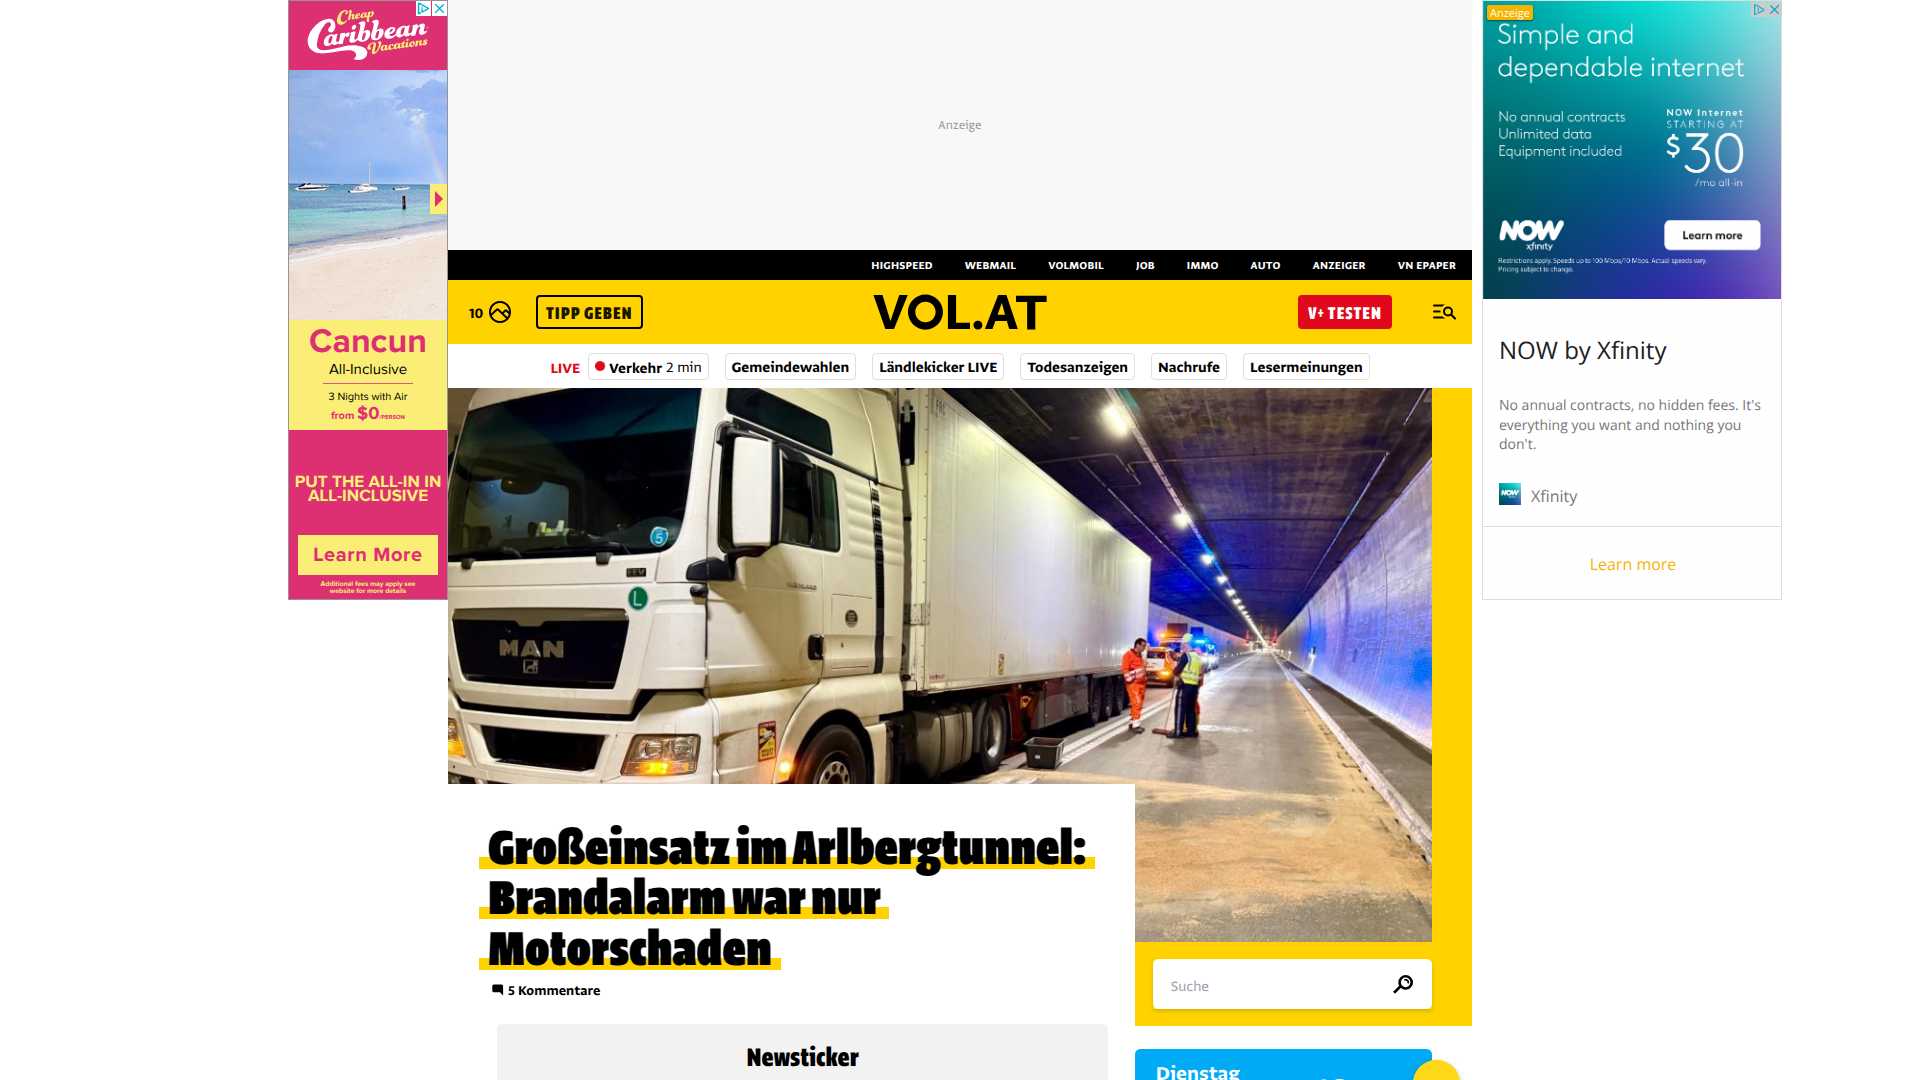 Cheap
Caribbean
Vacations
Cancun
All-Inclusive
3 Nights with Air
from $0/PERSON
PUT THE ALL-IN IN
ALL-INCLUSIVE
Learn More
Additional fees may apply see
website for more details
Anzeige
HIGHSPEED
WEBMAIL
VOLMOBIL
JOB
IMMO
AUTO
ANZEIGER
VN EPAPER
10
TIPP GEBEN
VOL.AT
V+ TESTEN
LIVE
Verkehr 2 min
Gemeindewahlen
Ländlekicker LIVE
Todesanzeigen
Nachrufe
Lesermeinungen
5
L
MAN
Großeinsatz im Arlbergtunnel:
Brandalarm war nur
Motorschaden
5 Kommentare
Newsticker
Suche
Dienstag
Anzeige
Simple and
dependable internet
No annual contracts
Unlimited data
Equipment included
NOW Internet
STARTING AT
$30
/mo all-in
NOW
xfinity
Learn more
Restrictions apply. Speeds up to 100 Mbps/10 Mbps. Actual speeds vary.
Pricing subject to change.
NOW by Xfinity
No annual contracts, no hidden fees. It's
everything you want and nothing you
don't.
NOW
Xfinity
Learn more